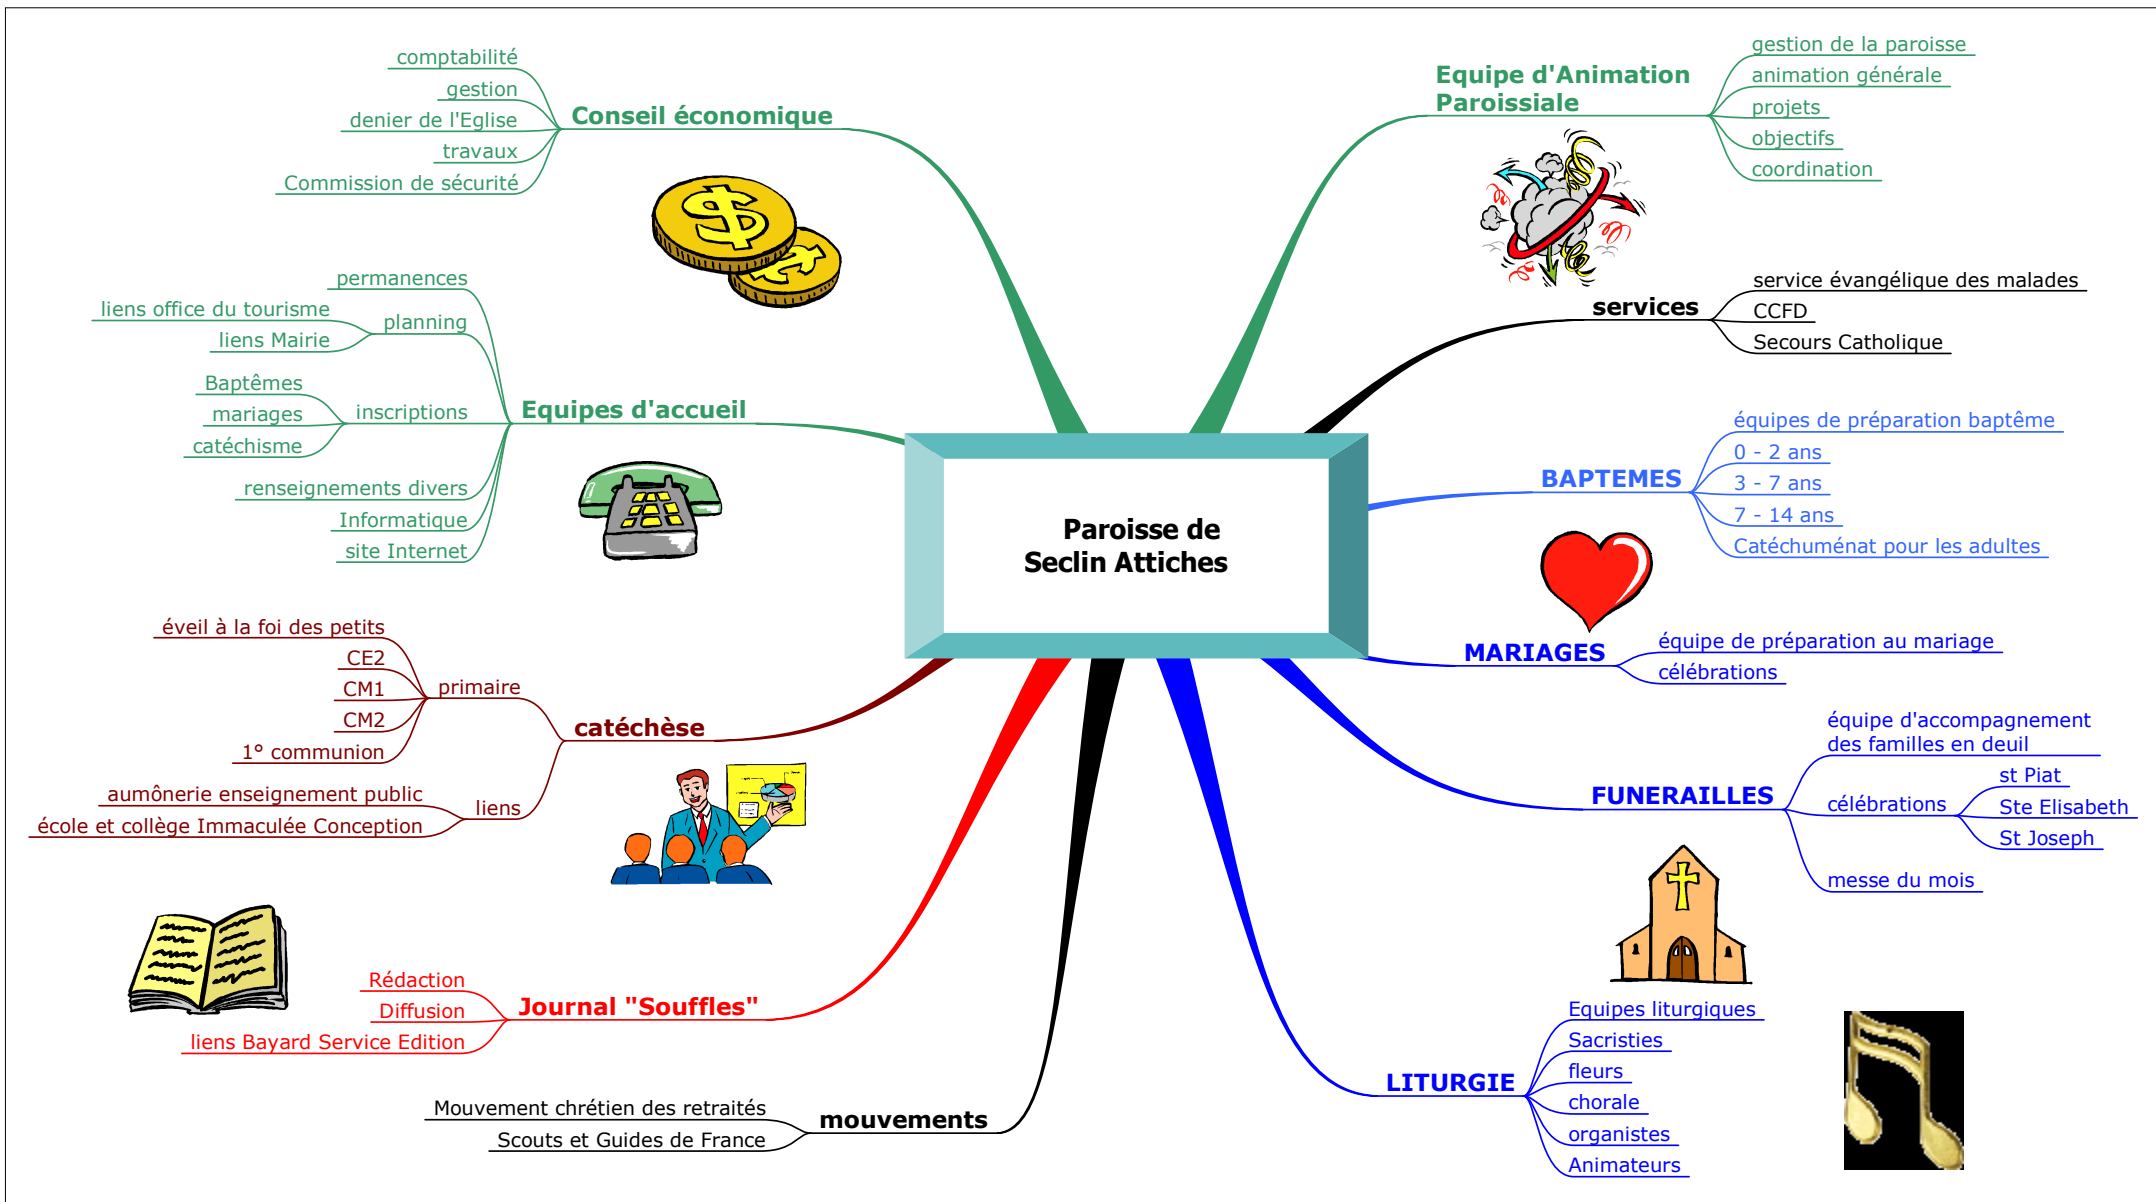 Paroisse de
Seclin Attiches
Equipe d'Animation
Paroissiale
gestion de la paroisse
animation générale
projets
objectifs
coordination
services
service évangélique des malades
CCFD
Secours Catholique
BAPTEMES
équipes de préparation baptême
0 - 2 ans
3 - 7 ans
7 - 14 ans
Catéchuménat pour les adultes
MARIAGES
équipe de préparation au mariage
célébrations
FUNERAILLES
équipe d'accompagnement
des familles en deuil
célébrations
st Piat
Ste Elisabeth
St Joseph
messe du mois
LITURGIE
Equipes liturgiques
Sacristies
fleurs
chorale
organistes
Animateurs
mouvements
Mouvement chrétien des retraités
Scouts et Guides de France
Journal "Souffles"
Rédaction
Diffusion
liens Bayard Service Edition
catéchèse
primaire
éveil à la foi des petits
CE2
CM1
CM2
1° communion
liens
aumônerie enseignement public
école et collège Immaculée Conception
Equipes d'accueil
permanences
planning
liens office du tourisme
liens Mairie
inscriptions
Baptêmes
mariages
catéchisme
renseignements divers
Informatique
site Internet
Conseil économique
comptabilité
gestion
denier de l'Eglise
travaux
Commission de sécurité